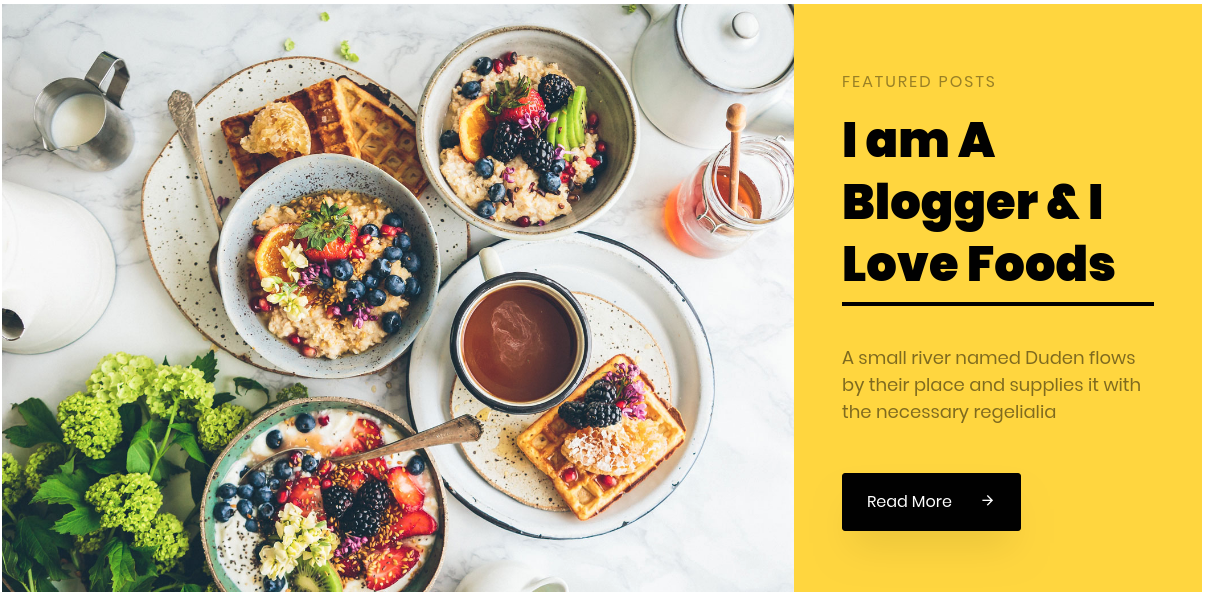 FEATURED POSTS
I am A
Blogger & I
Love Foods
A small river named Duden flows
by their place and supplies it with
the necessary regelialia
Read More →